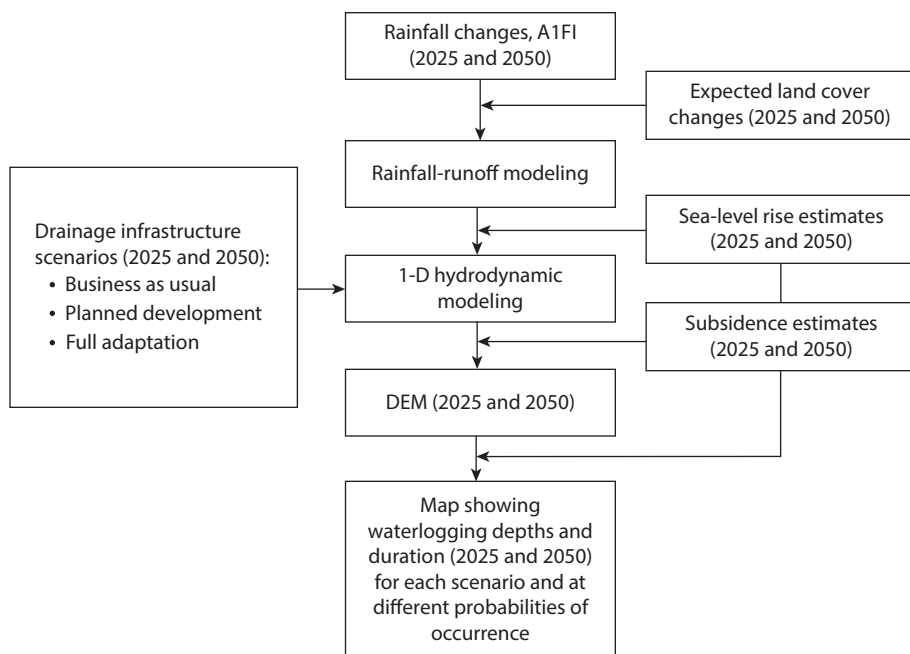 Rainfall changes, A1FI
(2025 and 2050)
Expected land cover
changes (2025 and 2050)
Rainfall-runoff modeling
Drainage infrastructure
scenarios (2025 and 2050):
• Business as usual
• Planned development
• Full adaptation
Sea-level rise estimates
(2025 and 2050)
1-D hydrodynamic
modeling
Subsidence estimates
(2025 and 2050)
DEM (2025 and 2050)
Map showing
waterlogging depths and
duration (2025 and 2050)
for each scenario and at
different probabilities of
occurrence